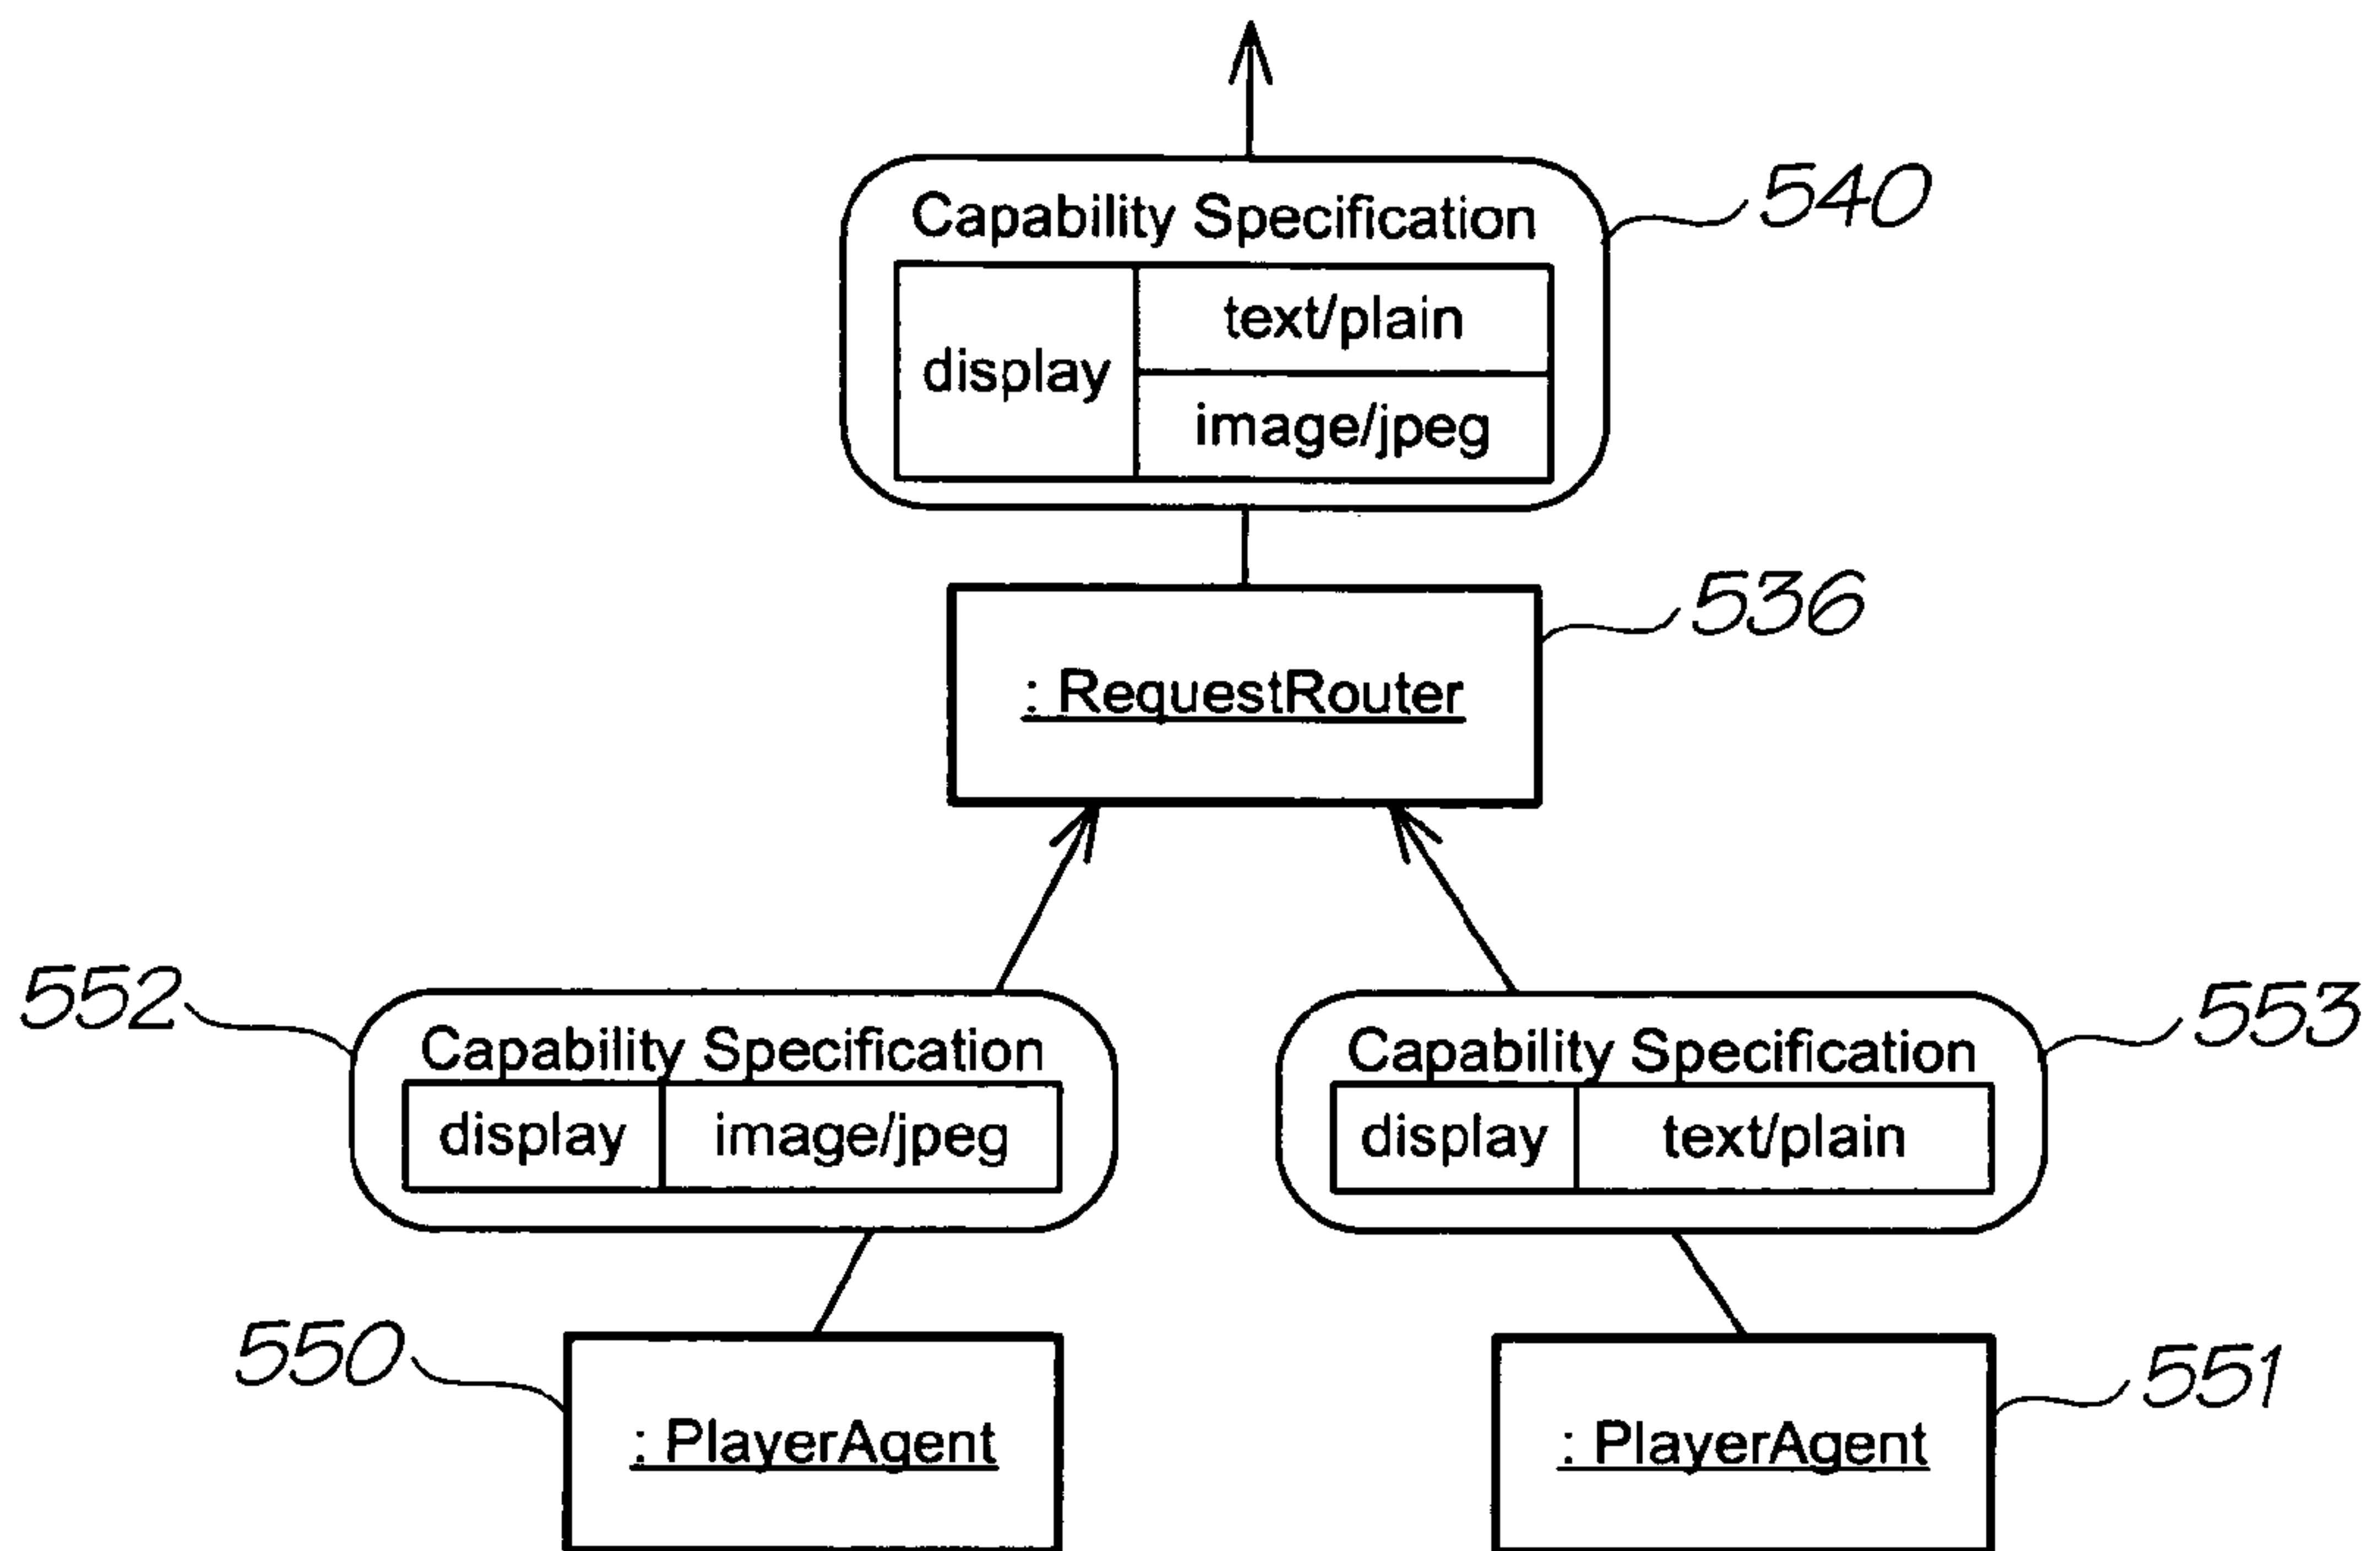 Capability Specification
540
text/plain
display
image/jpeg
536
: RequestRouter
552
553
Capability Specification
Capability Specification
display image/jpeg
display text/plain
550
551
: PlayerAgent
: PlayerAgent